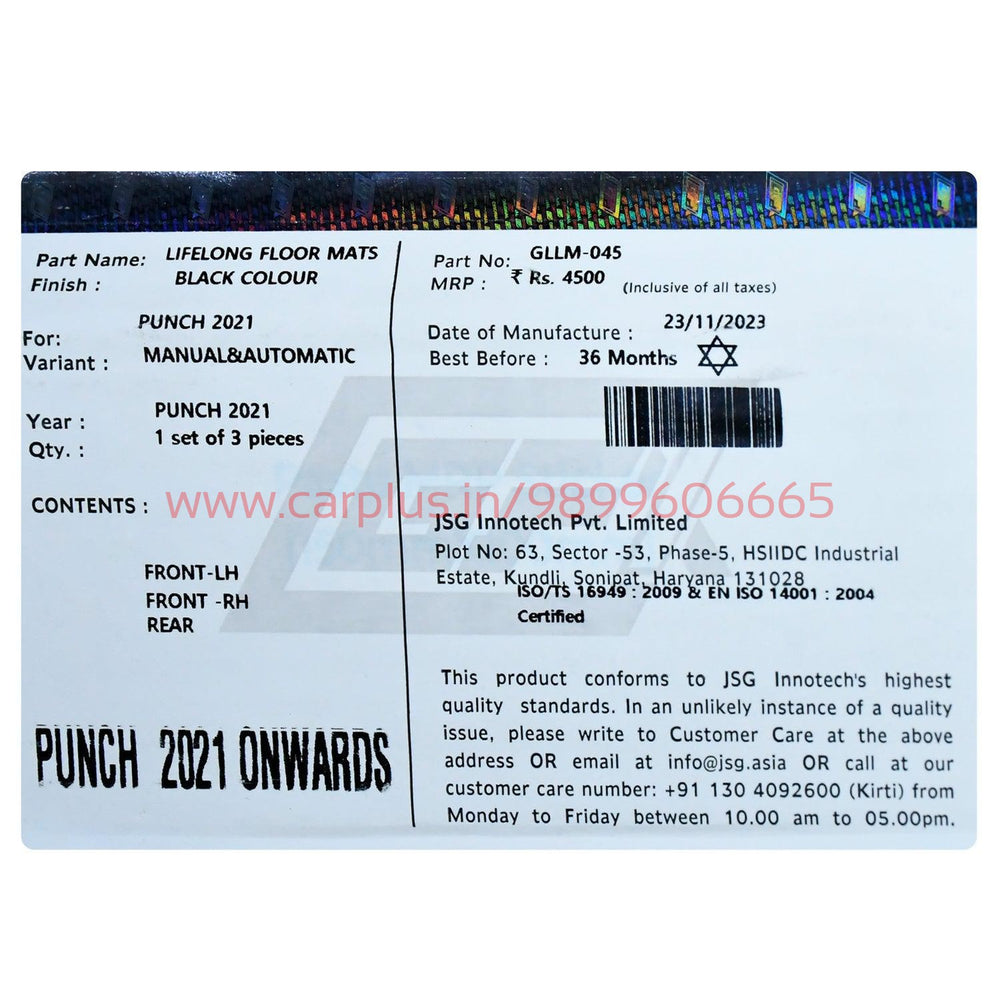 Part Name: LIFELONG FLOOR MATS
Finish : BLACK COLOUR
For: PUNCH 2021
Variant : MANUAL&AUTOMATIC
Year : PUNCH 2021
Qty. : 1 set of 3 pieces
CONTENTS :
FRONT-LH
FRONT -RH
REAR
PUNCH 2021 ONWARDS
Part No: GLLM-045
MRP : ₹ Rs. 4500 (Inclusive of all taxes)
Date of Manufacture : 23/11/2023
Best Before : 36 Months
www.carplus.in/9899606665
JSG Innotech Pvt. Limited
Plot No: 63, Sector -53, Phase-5, HSIIDC Industrial
Estate, Kundli, Sonipat, Haryana 131028
ISO/TS 16949 : 2009 & EN ISO 14001 : 2004
Certified
This product conforms to JSG Innotech's highest
quality standards. In an unlikely instance of a quality
issue, please write to Customer Care at the above
address OR email at info@jsg.asia OR call at our
customer care number: +91 130 4092600 (Kirti) from
Monday to Friday between 10.00 am to 05.00pm.